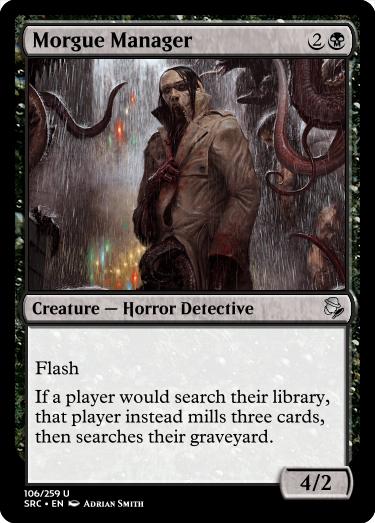 Morgue Manager 2
Creature — Horror Detective
Flash
If a player would search their library,
that player instead mills three cards,
then searches their graveyard.
4/2
106/259 U
SRC • EN Adrian Smith